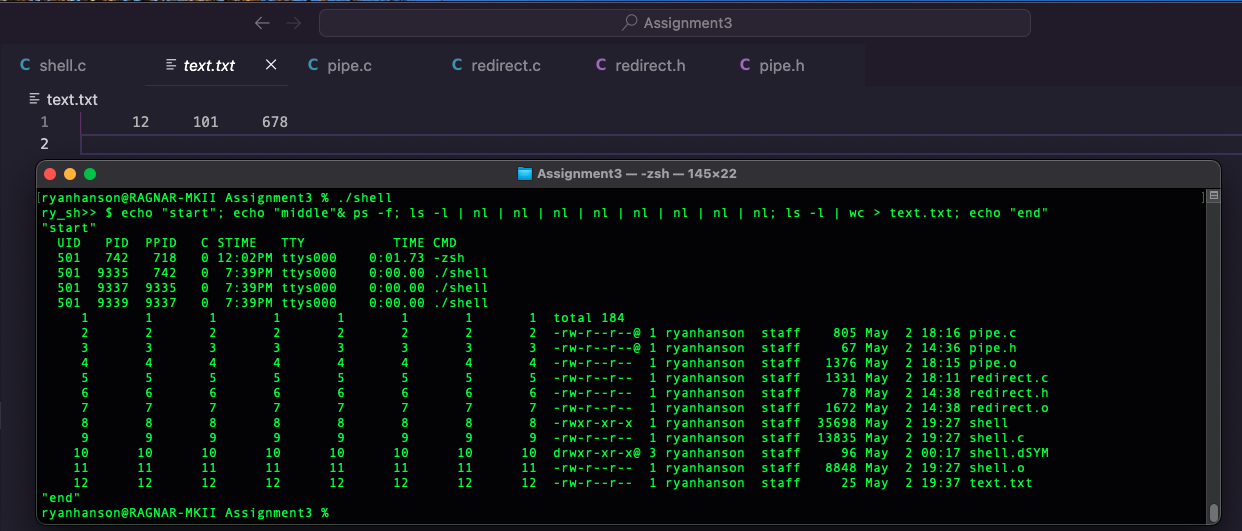 Assignment3
C shell.c text.txt × C pipe.c C redirect.c C redirect.h C pipe.h
text.txt
1 12 101 678
2
Assignment3 — -zsh — 145×22
[ryanhanson@RAGNAR-MKII Assignment3 % ./shell ]
ry_sh>> $ echo "start"; echo "middle"& ps -f; ls -l | nl | nl | nl | nl | nl | nl | nl | nl; ls -l | wc > text.txt; echo "end"
"start"
UID PID PPID C STIME TTY TIME CMD
501 742 718 0 12:02PM ttys000 0:01.73 -zsh
501 9335 742 0 7:39PM ttys000 0:00.00 ./shell
501 9337 9335 0 7:39PM ttys000 0:00.00 ./shell
501 9339 9337 0 7:39PM ttys000 0:00.00 ./shell
1 1 1 1 1 1 1 1 total 184
2 2 2 2 2 2 2 2 -rw-r--r--@ 1 ryanhanson staff 805 May 2 18:16 pipe.c
3 3 3 3 3 3 3 3 -rw-r--r--@ 1 ryanhanson staff 67 May 2 14:36 pipe.h
4 4 4 4 4 4 4 4 -rw-r--r-- 1 ryanhanson staff 1376 May 2 18:15 pipe.o
5 5 5 5 5 5 5 5 -rw-r--r-- 1 ryanhanson staff 1331 May 2 18:11 redirect.c
6 6 6 6 6 6 6 6 -rw-r--r-- 1 ryanhanson staff 78 May 2 14:38 redirect.h
7 7 7 7 7 7 7 7 -rw-r--r-- 1 ryanhanson staff 1672 May 2 14:38 redirect.o
8 8 8 8 8 8 8 8 -rwxr-xr-x 1 ryanhanson staff 35698 May 2 19:27 shell
9 9 9 9 9 9 9 9 -rw-r--r-- 1 ryanhanson staff 13835 May 2 19:27 shell.c
10 10 10 10 10 10 10 10 drwxr-xr-x@ 3 ryanhanson staff 96 May 2 00:17 shell.dSYM
11 11 11 11 11 11 11 11 -rw-r--r-- 1 ryanhanson staff 8848 May 2 19:27 shell.o
12 12 12 12 12 12 12 12 -rw-r--r-- 1 ryanhanson staff 25 May 2 19:37 text.txt
"end"
ryanhanson@RAGNAR-MKII Assignment3 %